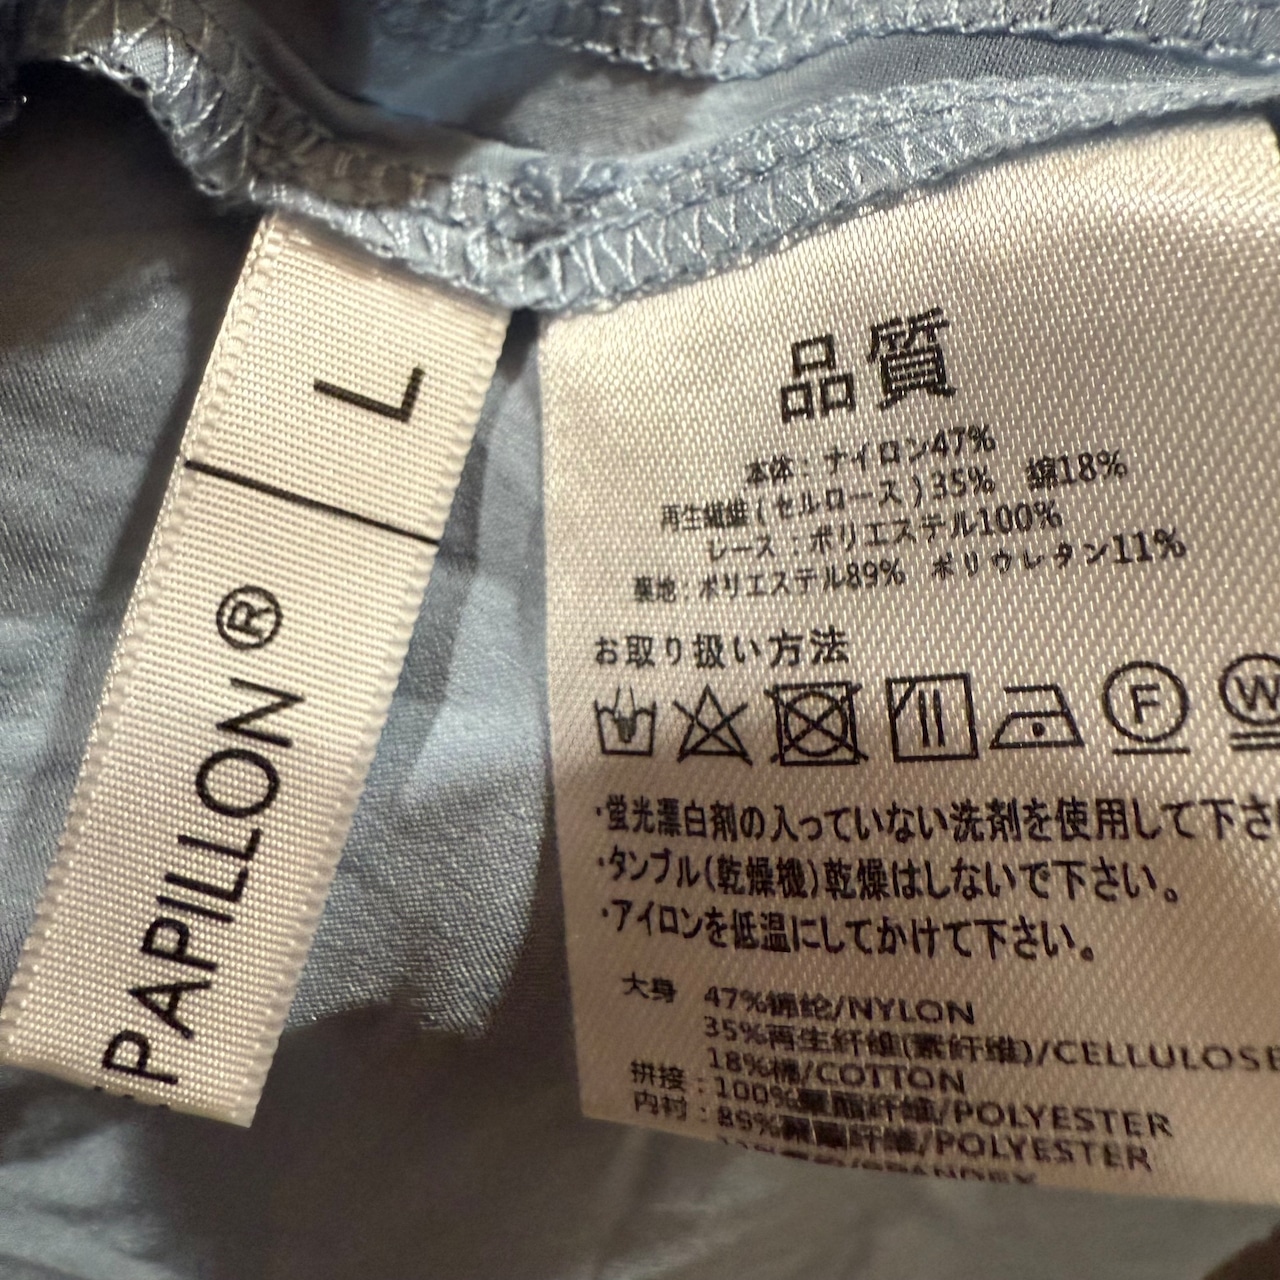 L
PAPILLON®
品質
本体：ナイロン47%
再生繊維(セルロース)35% 綿18%
レース：ポリエステル100%
裏地：ポリエステル89% ポリウレタン11%
お取り扱い方法
F
W
・蛍光漂白剤の入っていない洗剤を使用して下さ
・タンブル(乾燥機)乾燥はしないで下さい。
・アイロンを低温にしてかけて下さい。
大身 47%锦纶/NYLON
35%再生纤维(素纤维)/CELLULOSE
18%棉/COTTON
拼接：100%聚酯纤维/POLYESTER
内衬：89%聚酯纤维/POLYESTER
/SPANDEX